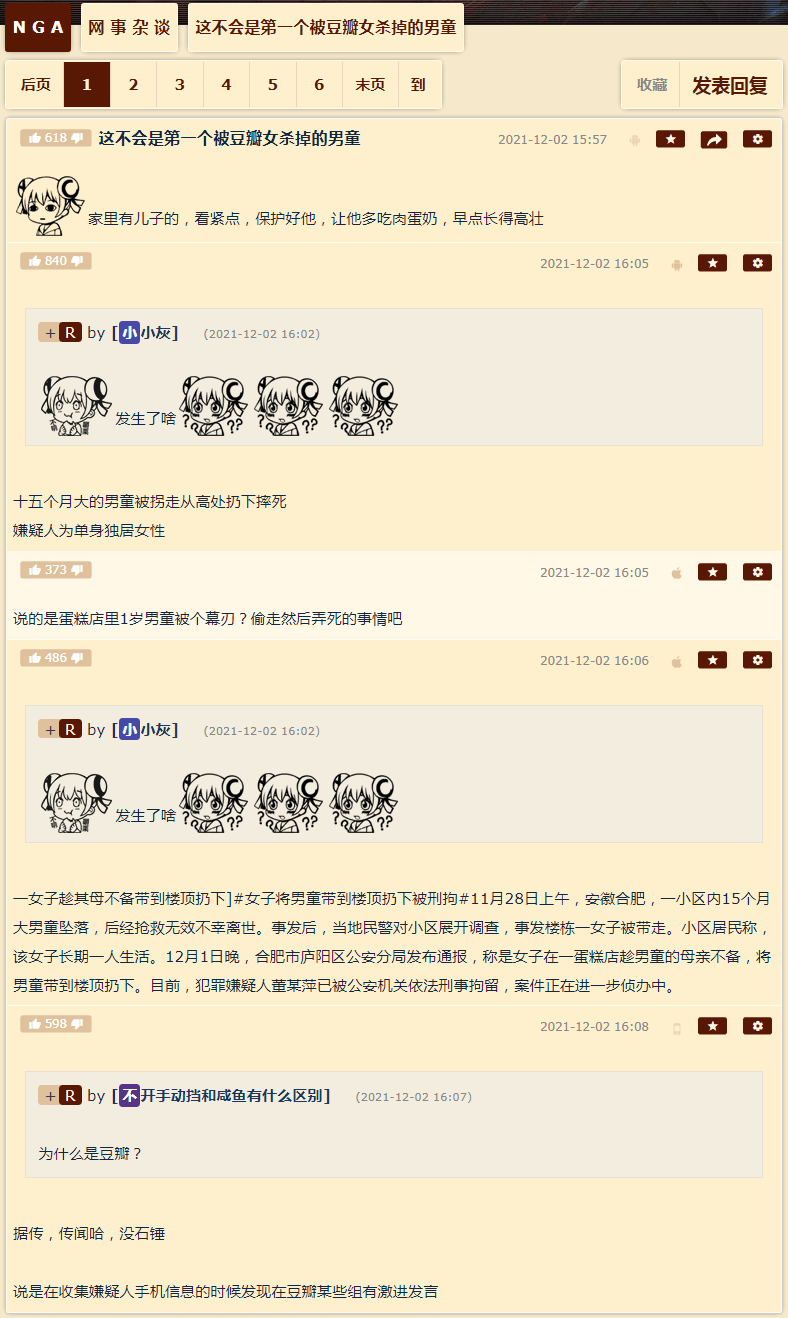 NGA 网事杂谈 这不会是第一个被豆瓣女杀掉的男童
后页 1 2 3 4 5 6 末页 到 收藏 发表回复
618 这不会是第一个被豆瓣女杀掉的男童 2021-12-02 15:57
家里有儿子的，看紧点，保护好他，让他多吃肉蛋奶，早点长得高壮
840 2021-12-02 16:05
+ R by [小小灰] (2021-12-02 16:02)
发生了啥
?? ?? ?? ?? ?? ??
十五个月大的男童被拐走从高处扔下摔死
嫌疑人为单身独居女性
373 2021-12-02 16:05
说的是蛋糕店里1岁男童被个幕刃？偷走然后弄死的事情吧
486 2021-12-02 16:06
+ R by [小小灰] (2021-12-02 16:02)
发生了啥
?? ?? ?? ?? ?? ??
一女子趁其母不备带到楼顶扔下]#女子将男童带到楼顶扔下被刑拘#11月28日上午，安徽合肥，一小区内15个月
大男童坠落，后经抢救无效不幸离世。事发后，当地民警对小区展开调查，事发楼栋一女子被带走。小区居民称，
该女子长期一人生活。12月1日晚，合肥市庐阳区公安分局发布通报，称是女子在一蛋糕店趁男童的母亲不备，将
男童带到楼顶扔下。目前，犯罪嫌疑人董某萍已被公安机关依法刑事拘留，案件正在进一步侦办中。
598 2021-12-02 16:08
+ R by [不开手动挡和咸鱼有什么区别] (2021-12-02 16:07)
为什么是豆瓣？
据传，传闻哈，没石锤
说是在收集嫌疑人手机信息的时候发现在豆瓣某些组有激进发言